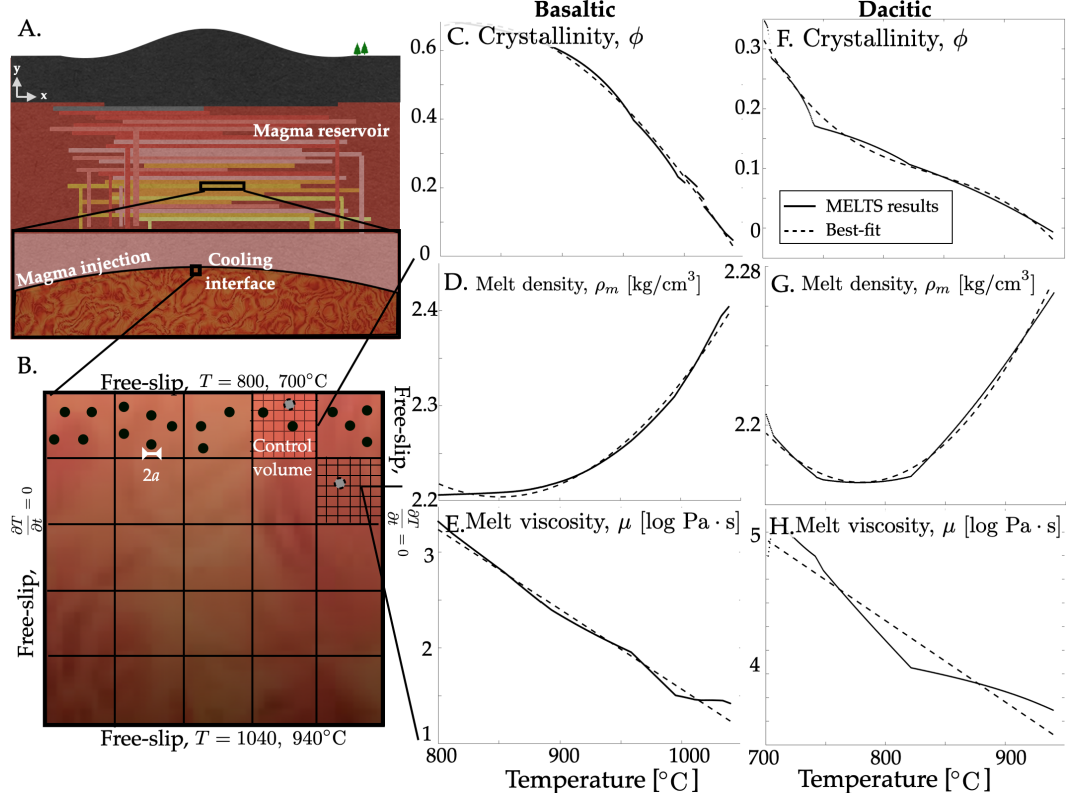 A.
y
x
Magma reservoir
Magma injection
Cooling
interface
B.
Free-slip, T = 800, 700°C
Control
volume
2a
∂T/∂t = 0
Free-slip,
Free-slip,
∂T/∂t = 0
Free-slip, T = 1040, 940°C
Basaltic
C. Crystallinity, ϕ
0.6
0.4
0.2
0
D. Melt density, ρm [kg/cm³]
2.4
2.3
2.2
E. Melt viscosity, μ [log Pa · s]
3
2
1
800
900
1000
Temperature [°C]
Dacitic
F. Crystallinity, ϕ
0.3
0.2
0.1
0
MELTS results
Best-fit
G. Melt density, ρm [kg/cm³]
2.28
2.2
H. Melt viscosity, μ [log Pa · s]
5
4
700
800
900
Temperature [°C]